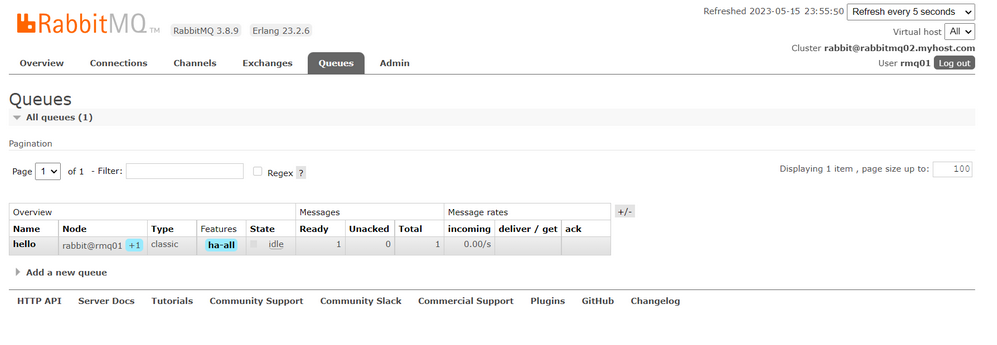 Refreshed 2023-05-15 23:55:50 Refresh every 5 seconds
RabbitMQ TM RabbitMQ 3.8.9 Erlang 23.2.6
Virtual host All
Cluster rabbit@rabbitmq02.myhost.com
User rmq01 Log out
Overview Connections Channels Exchanges Queues Admin
Queues
All queues (1)
Pagination
Page 1 of 1 - Filter: Regex ? Displaying 1 item , page size up to: 100
Overview Messages Message rates +/-
Name Node Type Features State Ready Unacked Total incoming deliver / get ack
hello rabbit@rmq01 +1 classic ha-all idle 1 0 1 0.00/s
Add a new queue
HTTP API Server Docs Tutorials Community Support Community Slack Commercial Support Plugins GitHub Changelog